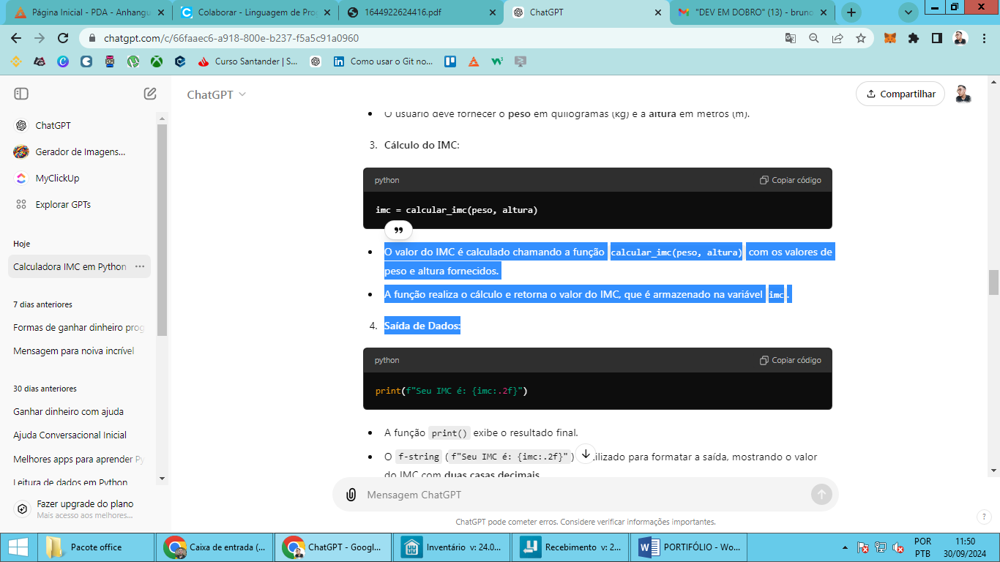 Página Inicial - PDA - Anhangu
Colaborar - Linguagem de Pro
1644922624416.pdf
ChatGPT
"DEV EM DOBRO" (13) - bruno
chatgpt.com/c/66faaec6-a918-800e-b237-f5a5c91a0960
Curso Santander | S...
Como usar o Git no...
ChatGPT
Compartilhar
ChatGPT
Gerador de Imagens...
MyClickUp
Explorar GPTs
Hoje
Calculadora IMC em Python
7 dias anteriores
Formas de ganhar dinheiro prog
Mensagem para noiva incrível
30 dias anteriores
Ganhar dinheiro com ajuda
Ajuda Conversacional Inicial
Melhores apps para aprender Py
Leitura de dados em Python
Fazer upgrade do plano
Mais acesso aos melhores...
O usuário deve fornecer o peso em quilogramas (kg) e a altura em metros (m).
3. Cálculo do IMC:
python
Copiar código
imc = calcular_imc(peso, altura)
O valor do IMC é calculado chamando a função calcular_imc(peso, altura) com os valores de
peso e altura fornecidos.
A função realiza o cálculo e retorna o valor do IMC, que é armazenado na variável imc.
4. Saída de Dados:
python
Copiar código
print(f"Seu IMC é: {imc:.2f}")
A função print() exibe o resultado final.
O f-string (f"Seu IMC é: {imc:.2f}") ilizado para formatar a saída, mostrando o valor
do IMC com duas casas decimais
Mensagem ChatGPT
ChatGPT pode cometer erros. Considere verificar informações importantes.
?
Pacote office
Caixa de entrada (...
ChatGPT - Googl...
Inventário v: 24.0...
Recebimento v: 2...
PORTIFÓLIO - Wo...
POR
PTB
11:50
30/09/2024